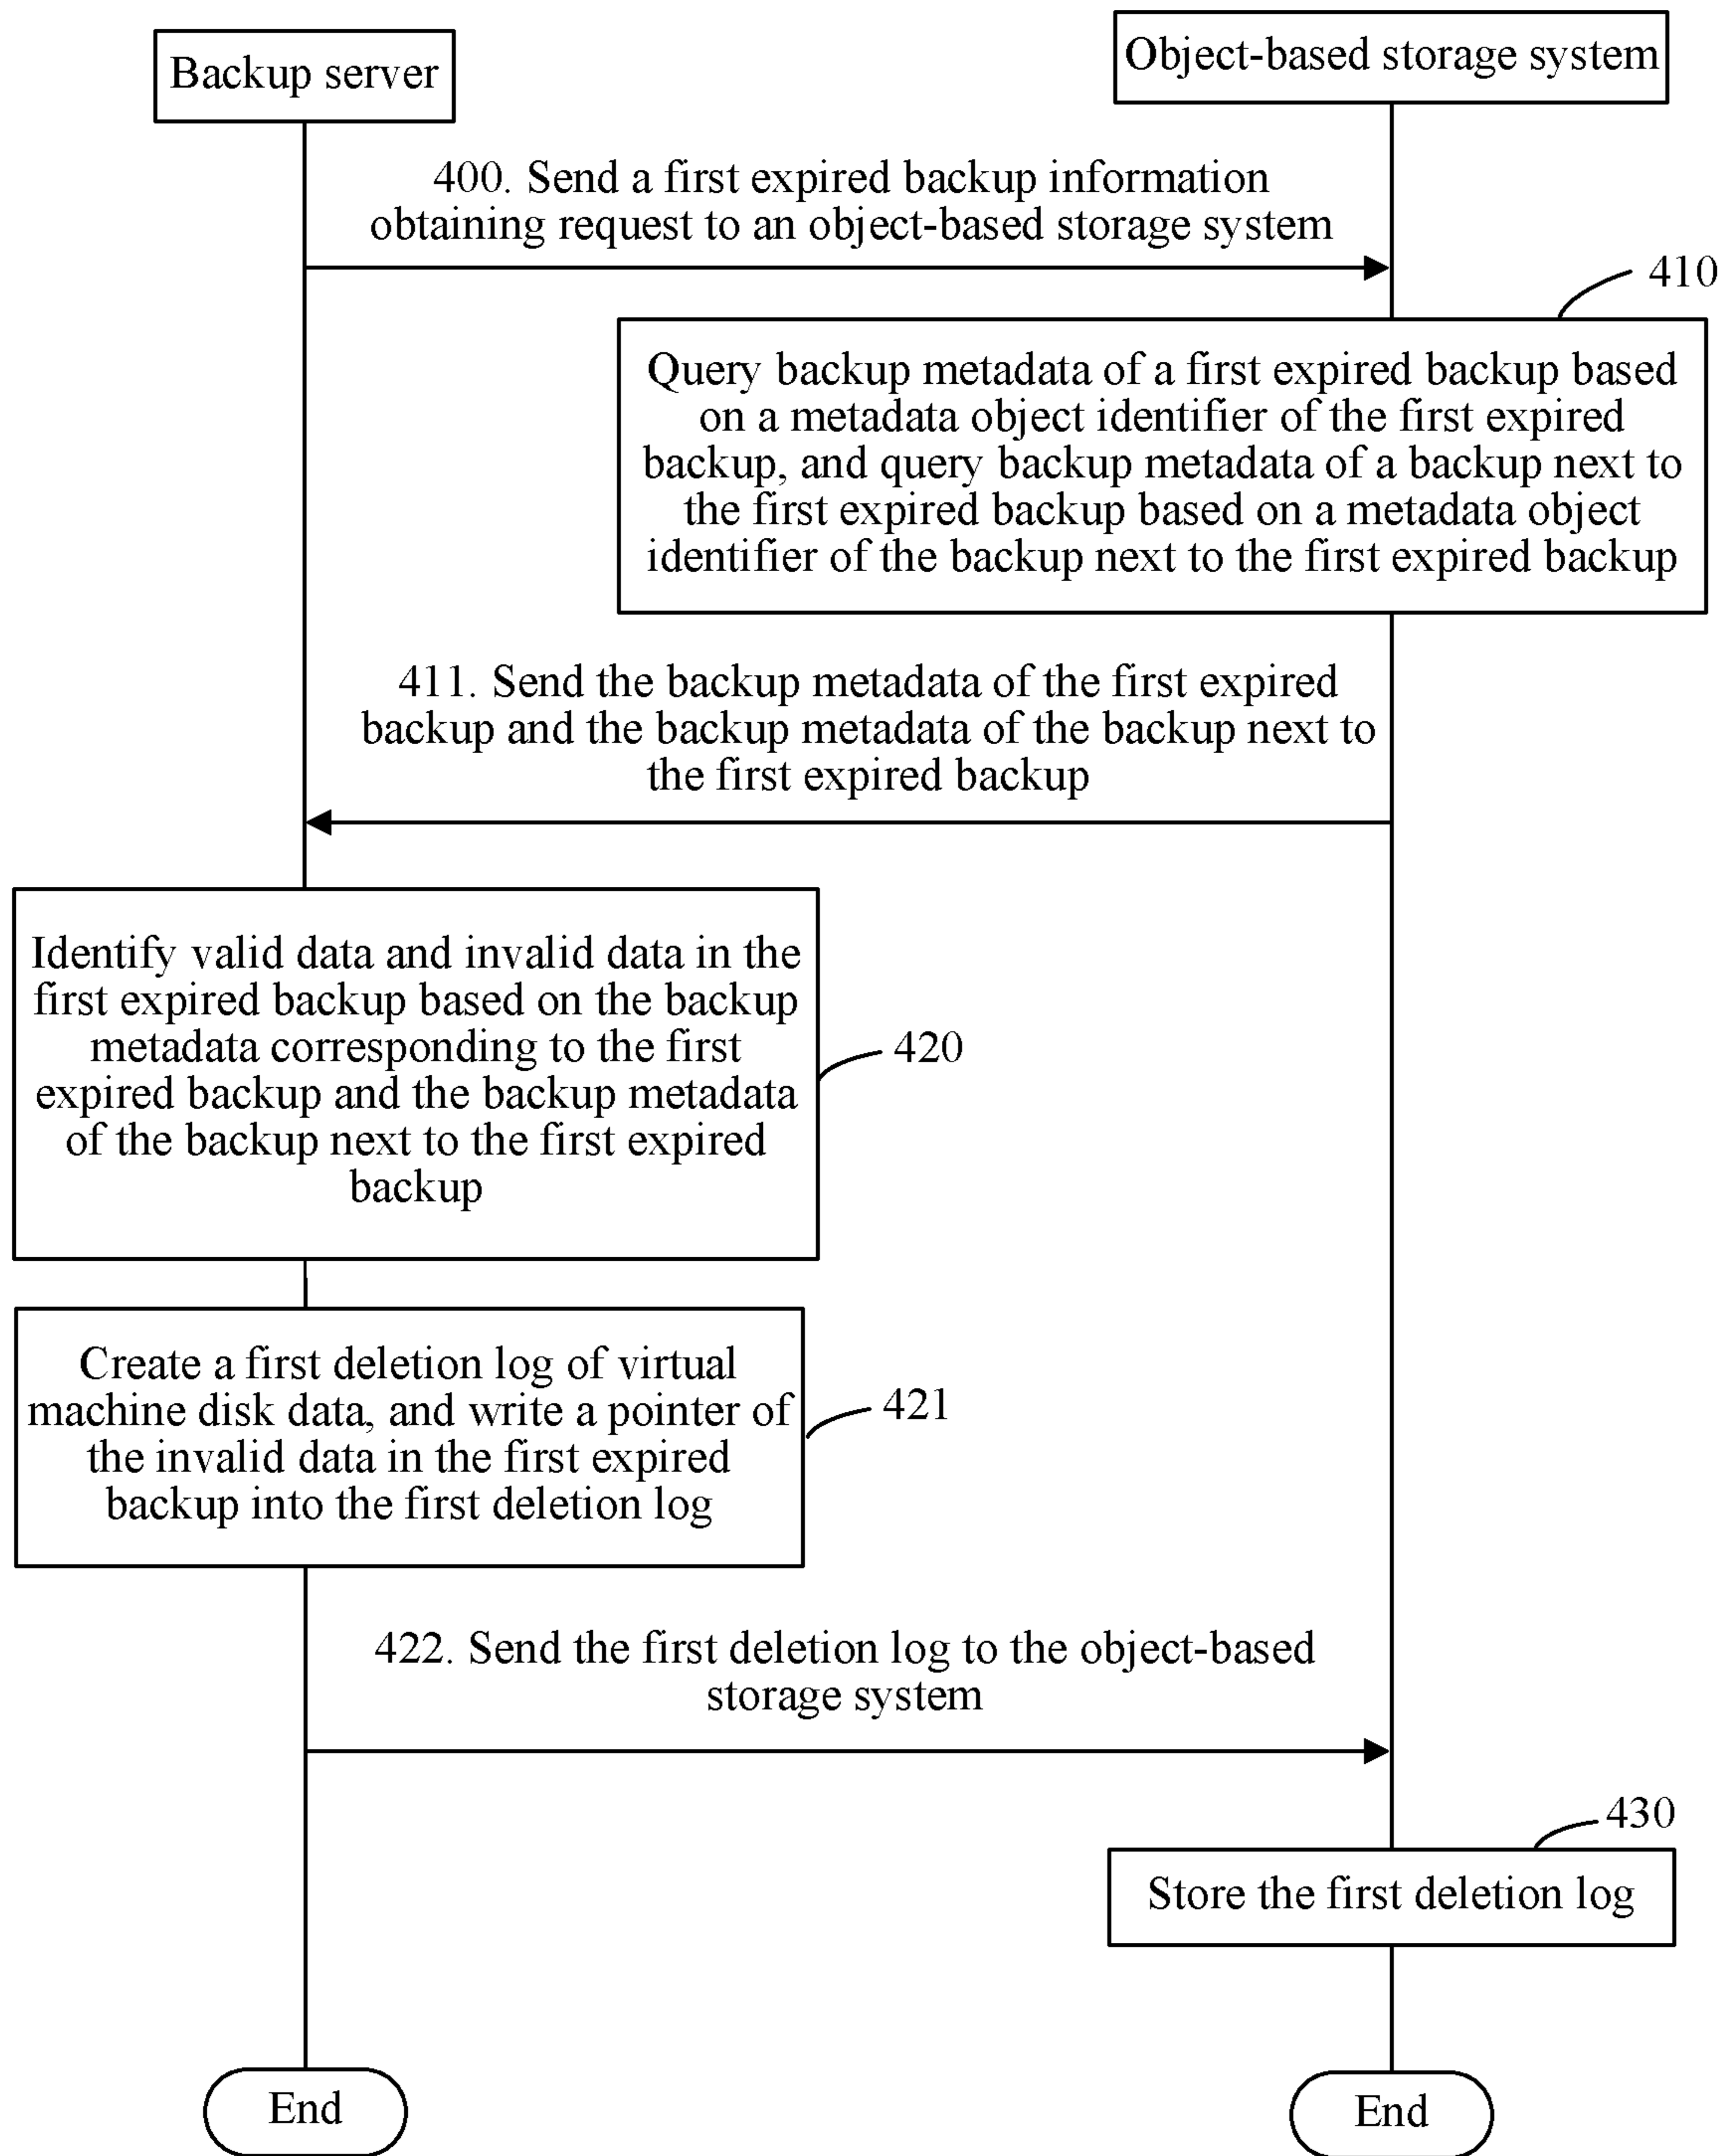 Backup server
Object-based storage system
400. Send a first expired backup information
obtaining request to an object-based storage system
410
Query backup metadata of a first expired backup based
on a metadata object identifier of the first expired
backup, and query backup metadata of a backup next to
the first expired backup based on a metadata object
identifier of the backup next to the first expired backup
411. Send the backup metadata of the first expired
backup and the backup metadata of the backup next to
the first expired backup
Identify valid data and invalid data in the
first expired backup based on the backup
metadata corresponding to the first
expired backup and the backup metadata
of the backup next to the first expired
backup
420
Create a first deletion log of virtual
machine disk data, and write a pointer of
the invalid data in the first expired
backup into the first deletion log
421
422. Send the first deletion log to the object-based
storage system
430
Store the first deletion log
End
End